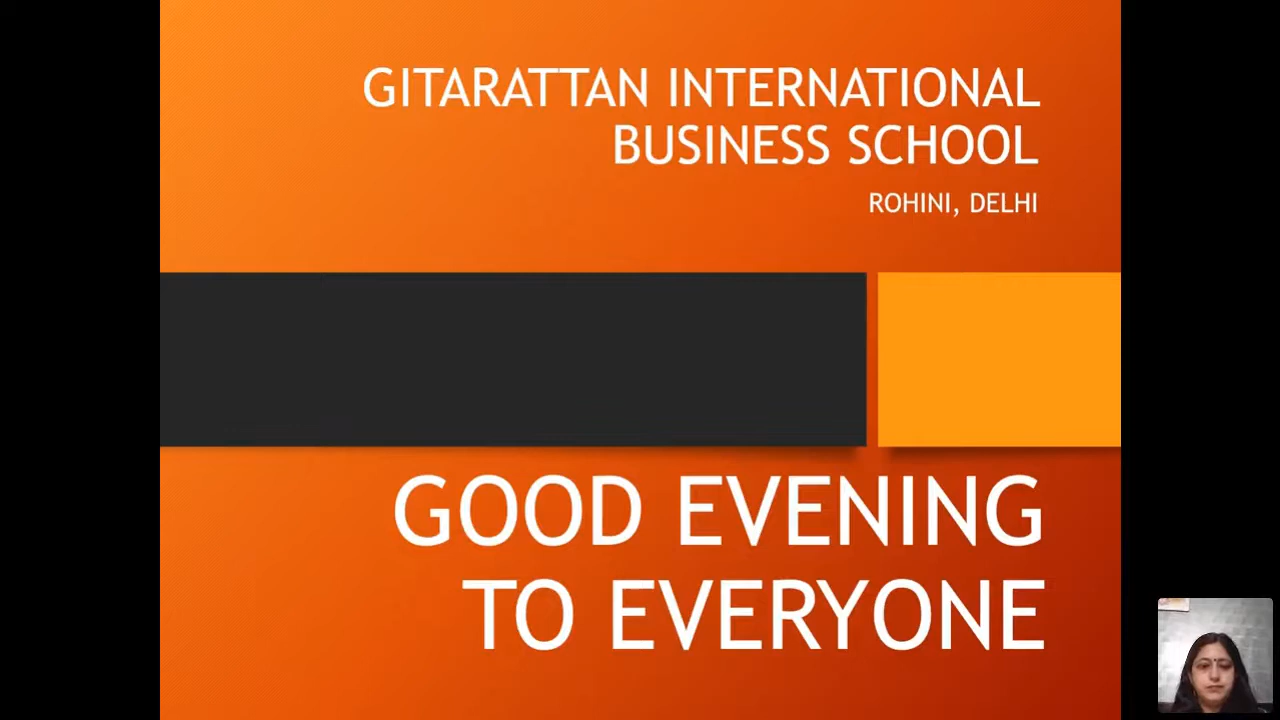 GITARATTAN INTERNATIONAL
BUSINESS SCHOOL
ROHINI, DELHI
GOOD EVENING
TO EVERYONE